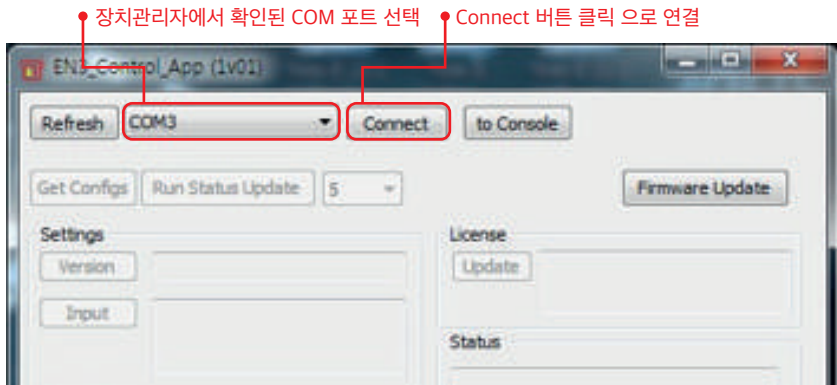 장치관리자에서 확인된 COM 포트 선택 Connect 버튼 클릭 으로 연결
EN3_Control_App (1v01)
Refresh COM3 Connect to Console
Get Configs Run Status Update 5 Firmware Update
Settings License
Version Update
Input
Status